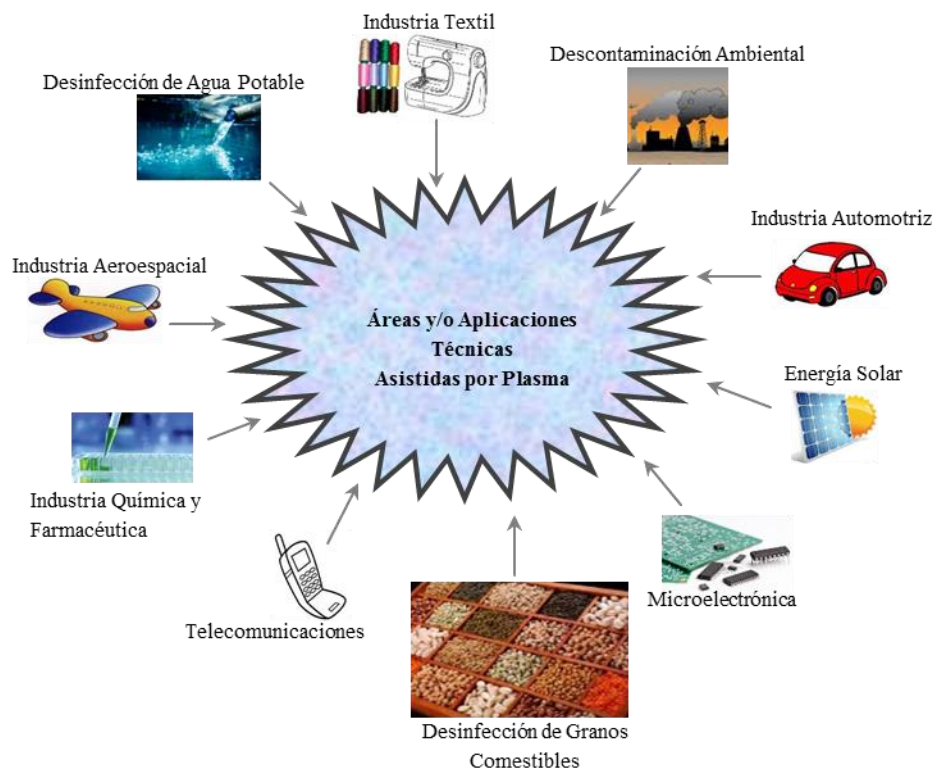 Industria Textil
Descontaminación Ambiental
Desinfección de Agua Potable
Industria Automotriz
Industria Aeroespacial
Áreas y/o Aplicaciones
Técnicas
Asistidas por Plasma
Energía Solar
Industria Química y
Farmacéutica
Microelectrónica
Telecomunicaciones
Desinfección de Granos
Comestibles